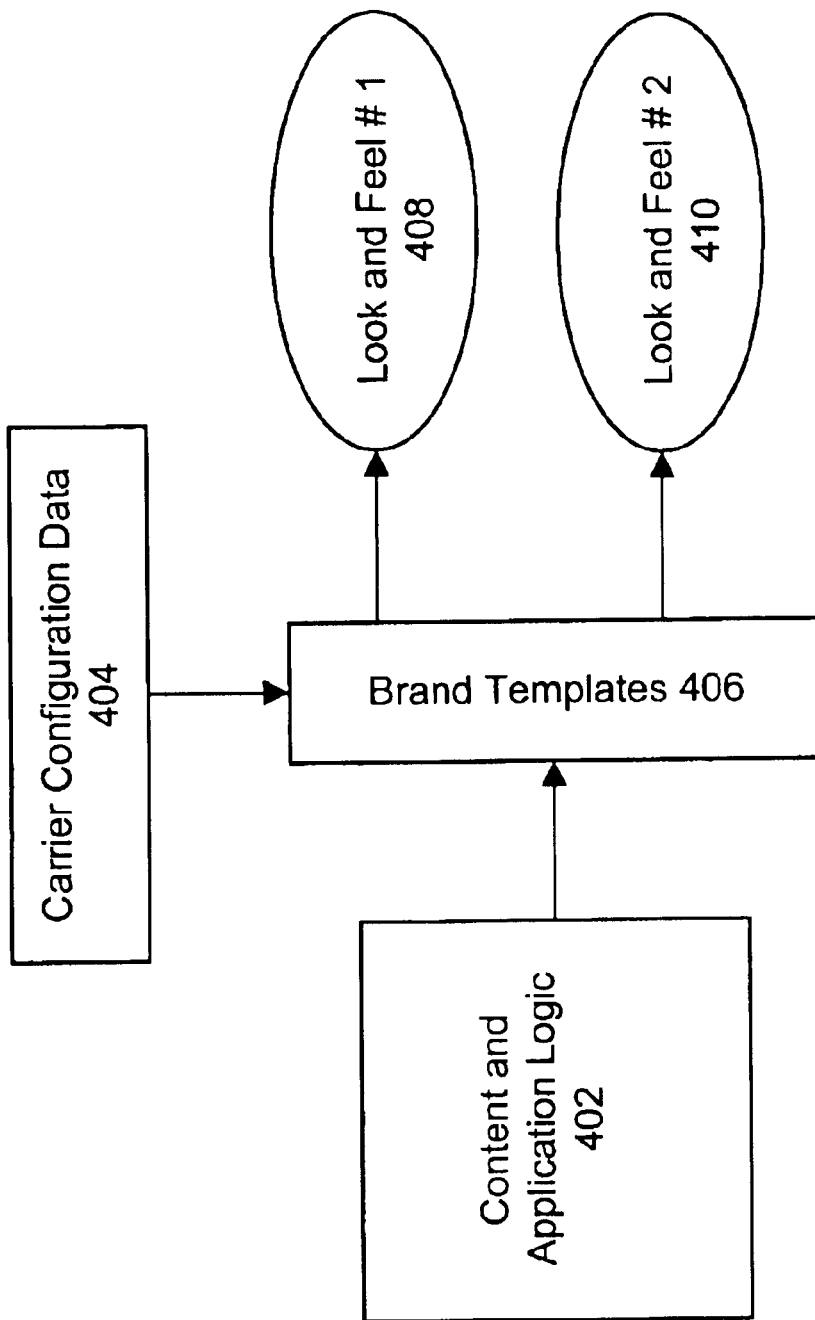 Carrier Configuration Data
404
Content and
Application Logic
402
Brand Templates 406
Look and Feel # 1
408
Look and Feel # 2
410